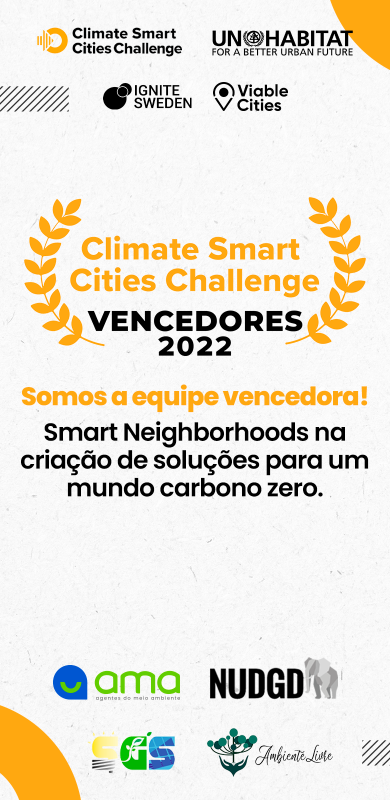 Climate Smart
Cities Challenge
UN HABITAT
FOR A BETTER URBAN FUTURE
IGNITE
SWEDEN
Viable
Cities
Climate Smart
Cities Challenge
VENCEDORES
2022
Somos a equipe vencedora!
Smart Neighborhoods na
criação de soluções para um
mundo carbono zero.
ama
agentes do meio ambiente
NUDGD
SGS
Ambiente Livre